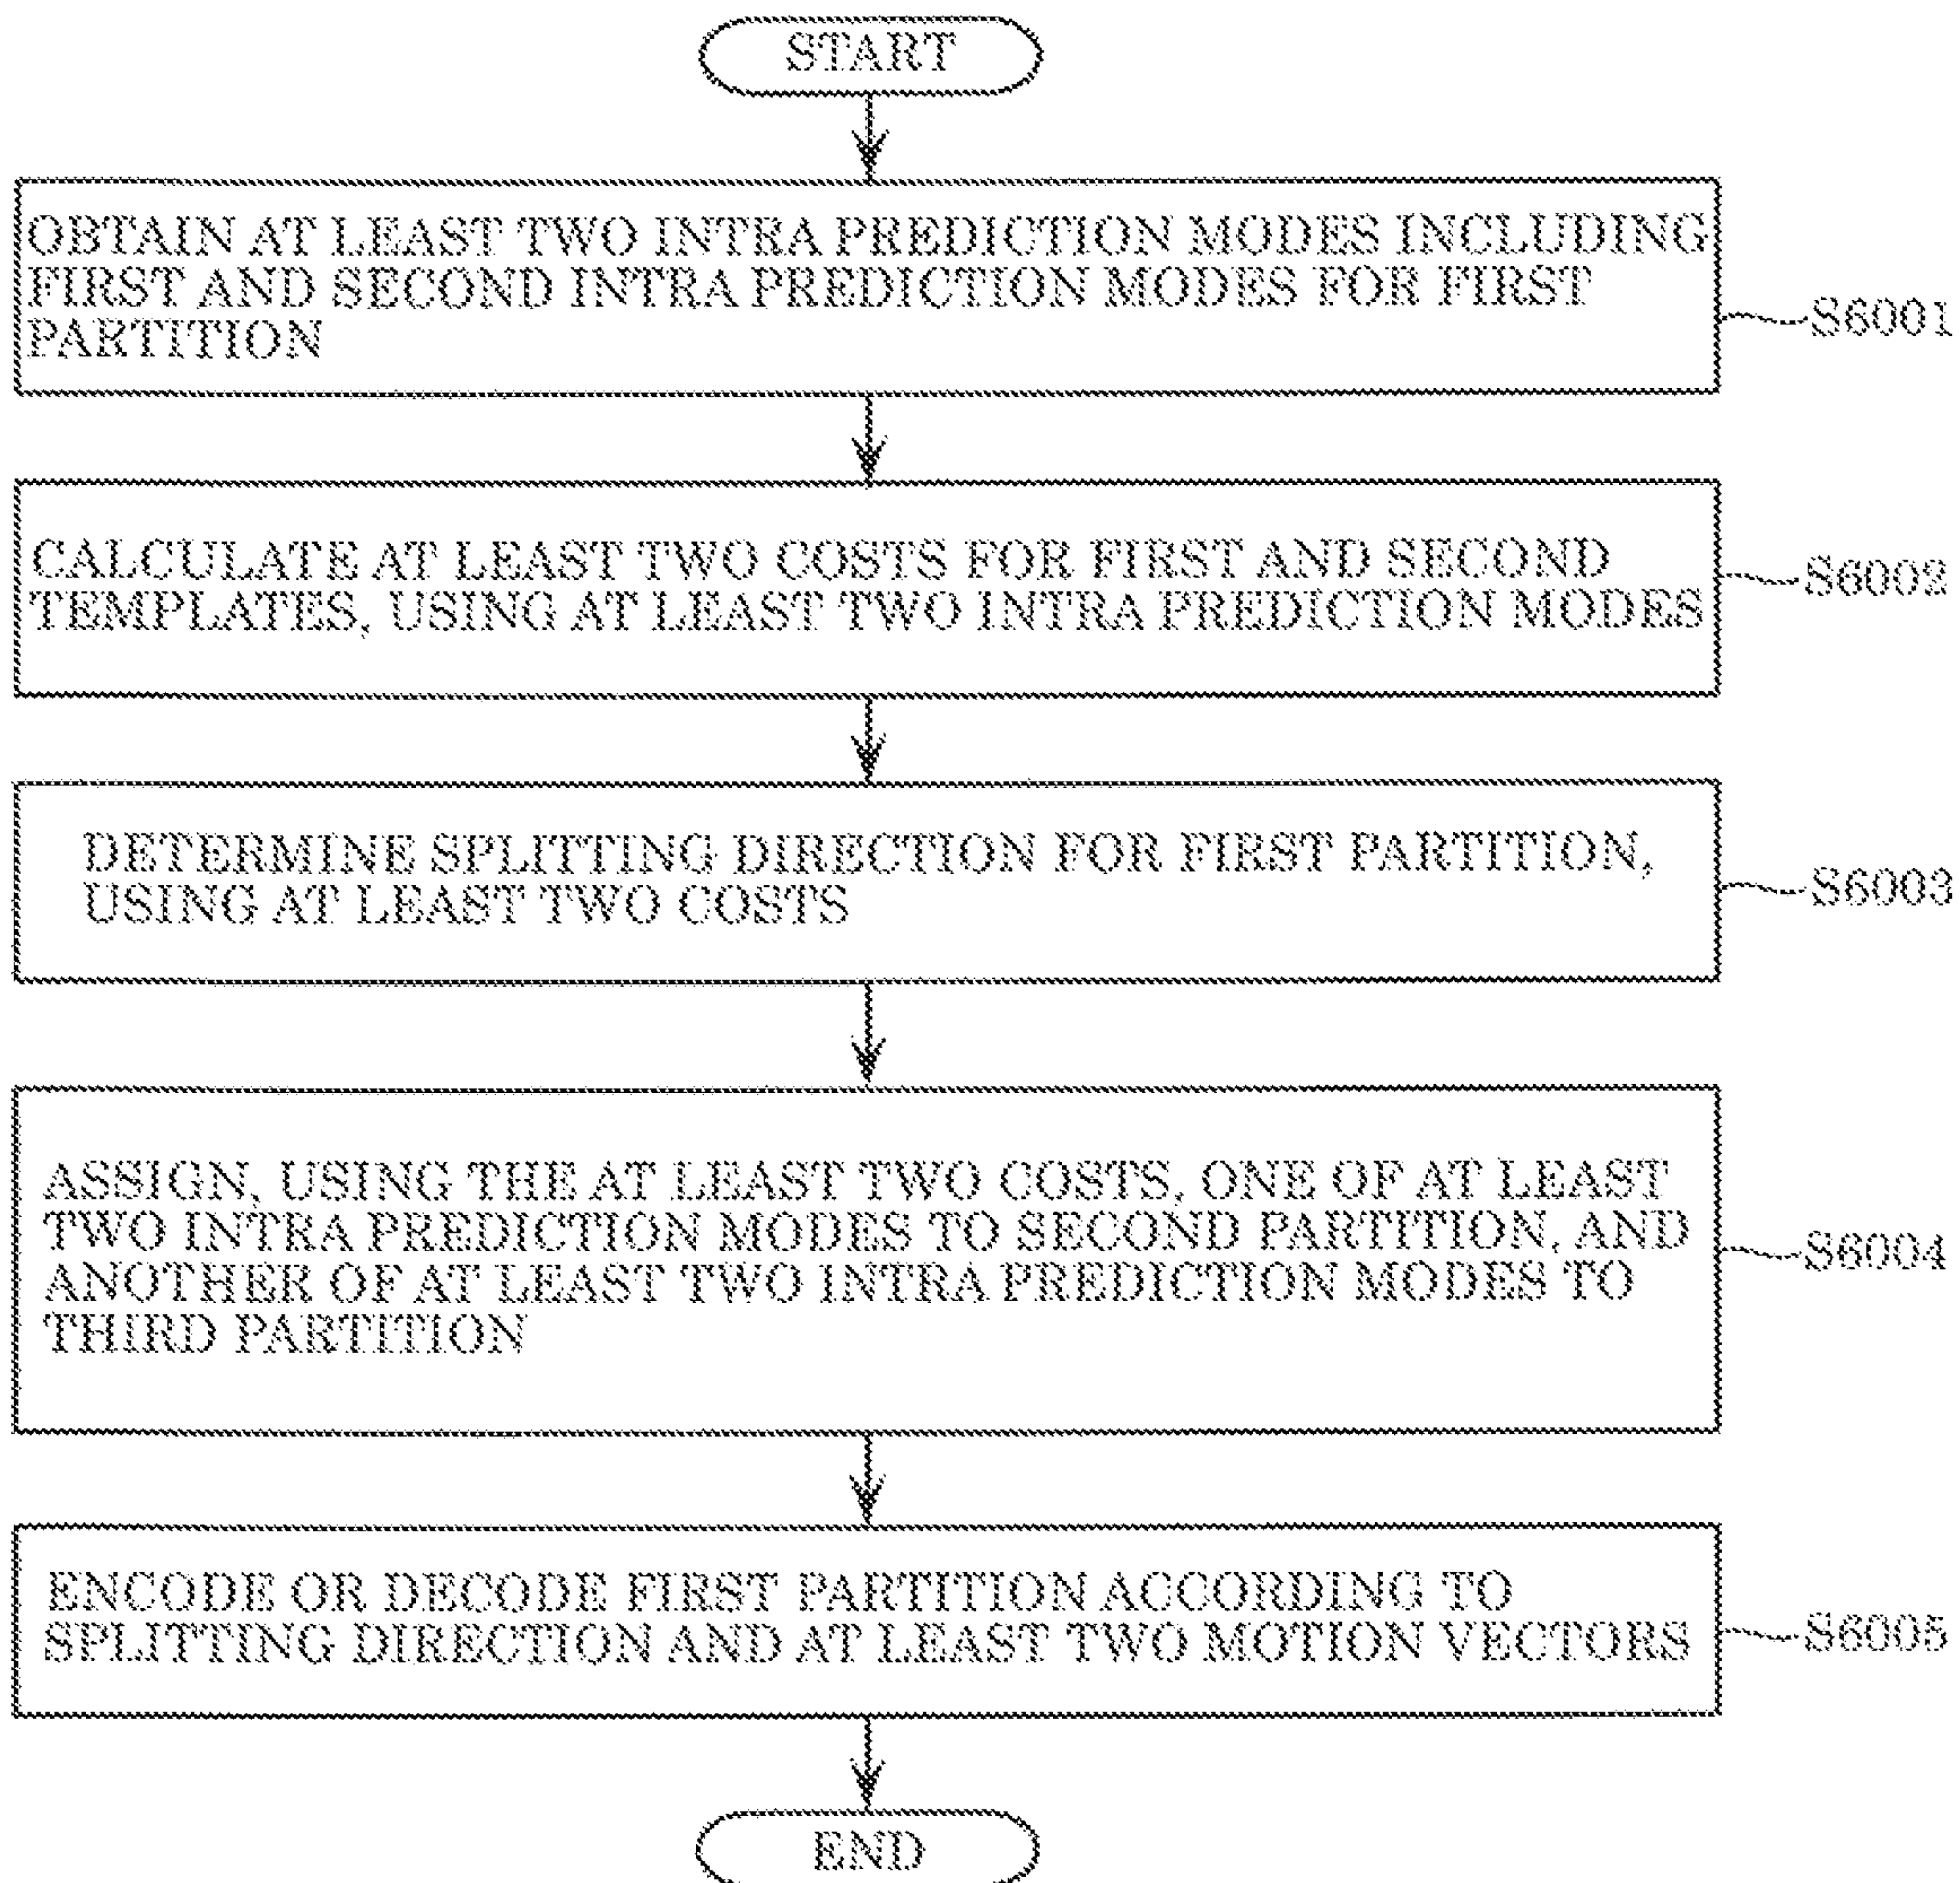 START
OBTAIN AT LEAST TWO INTRA PREDICTION MODES INCLUDING
FIRST AND SECOND INTRA PREDICTION MODES FOR FIRST
PARTITION
S6001
CALCULATE AT LEAST TWO COSTS FOR FIRST AND SECOND
TEMPLATES, USING AT LEAST TWO INTRA PREDICTION MODES
S6002
DETERMINE SPLITTING DIRECTION FOR FIRST PARTITION,
USING AT LEAST TWO COSTS
S6003
ASSIGN, USING THE AT LEAST TWO COSTS, ONE OF AT LEAST
TWO INTRA PREDICTION MODES TO SECOND PARTITION, AND
ANOTHER OF AT LEAST TWO INTRA PREDICTION MODES TO
THIRD PARTITION
S6004
ENCODE OR DECODE FIRST PARTITION ACCORDING TO
SPLITTING DIRECTION AND AT LEAST TWO MOTION VECTORS
S6005
END